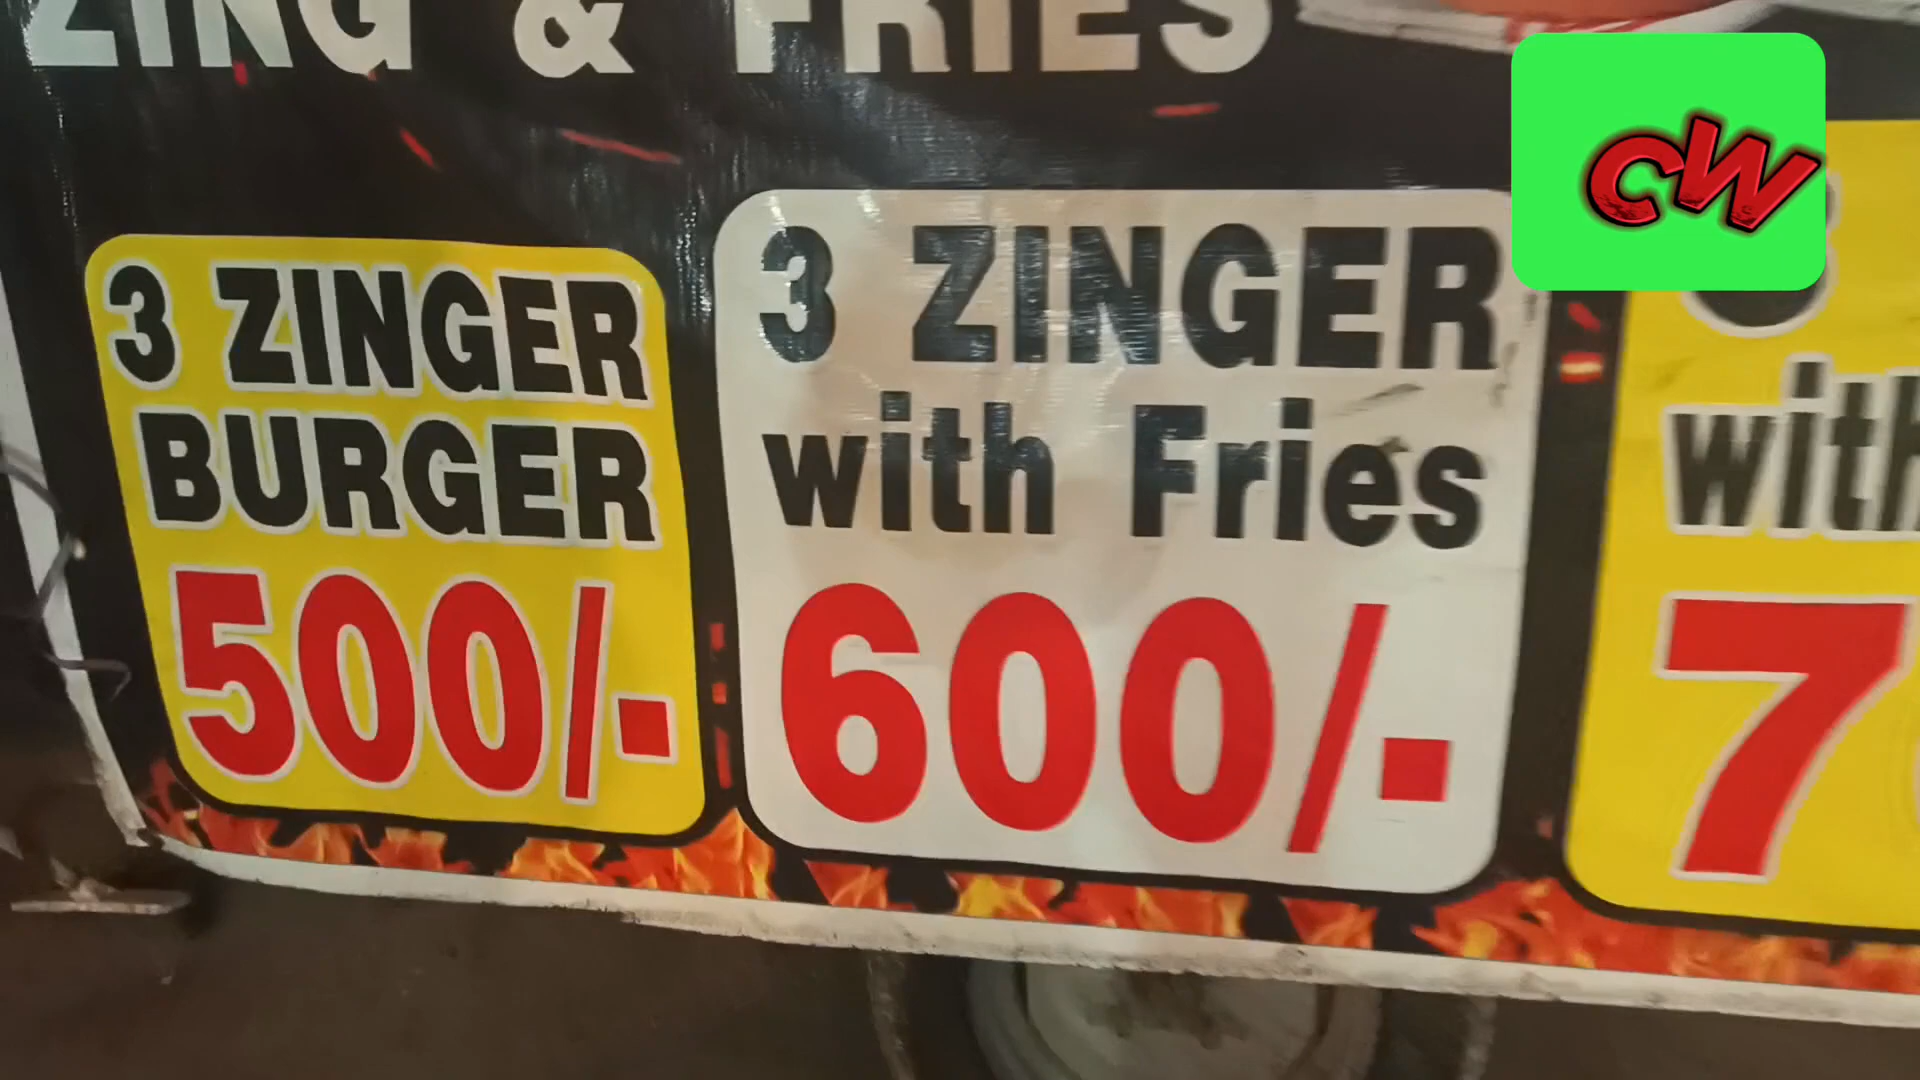 ZING & FRIES
CW
3 ZINGER
BURGER
500/-
3 ZINGER
with Fries
600/-
with
7